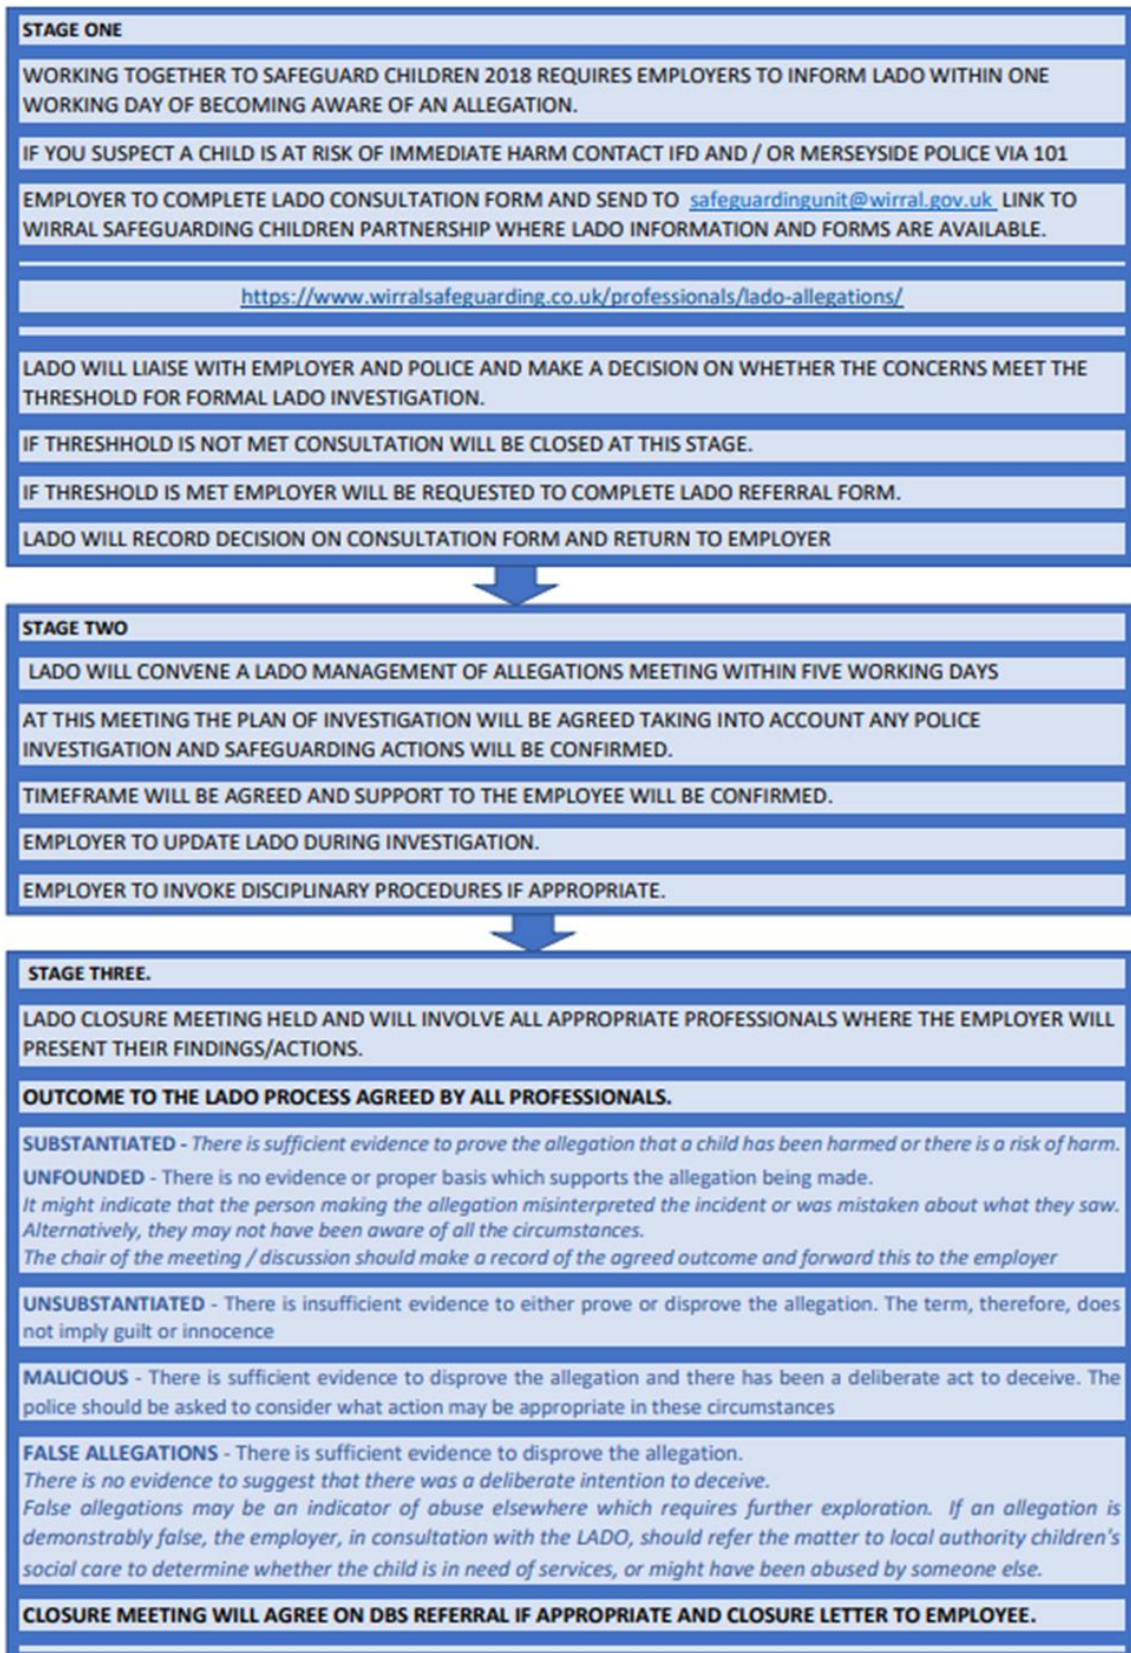 STAGE ONE
WORKING TOGETHER TO SAFEGUARD CHILDREN 2018 REQUIRES EMPLOYERS TO INFORM LADO WITHIN ONE
WORKING DAY OF BECOMING AWARE OF AN ALLEGATION.
IF YOU SUSPECT A CHILD IS AT RISK OF IMMEDIATE HARM CONTACT IFD AND / OR MERSEYSIDE POLICE VIA 101
EMPLOYER TO COMPLETE LADO CONSULTATION FORM AND SEND TO safeguardingunit@wirral.gov.uk LINK TO
WIRRAL SAFEGUARDING CHILDREN PARTNERSHIP WHERE LADO INFORMATION AND FORMS ARE AVAILABLE.
https://www.wirralsafeguarding.co.uk/professionals/lado-allegations/
LADO WILL LIAISE WITH EMPLOYER AND POLICE AND MAKE A DECISION ON WHETHER THE CONCERNS MEET THE
THRESHOLD FOR FORMAL LADO INVESTIGATION.
IF THRESHHOLD IS NOT MET CONSULTATION WILL BE CLOSED AT THIS STAGE.
IF THRESHOLD IS MET EMPLOYER WILL BE REQUESTED TO COMPLETE LADO REFERRAL FORM.
LADO WILL RECORD DECISION ON CONSULTATION FORM AND RETURN TO EMPLOYER
STAGE TWO
LADO WILL CONVENE A LADO MANAGEMENT OF ALLEGATIONS MEETING WITHIN FIVE WORKING DAYS
AT THIS MEETING THE PLAN OF INVESTIGATION WILL BE AGREED TAKING INTO ACCOUNT ANY POLICE
INVESTIGATION AND SAFEGUARDING ACTIONS WILL BE CONFIRMED.
TIMEFRAME WILL BE AGREED AND SUPPORT TO THE EMPLOYEE WILL BE CONFIRMED.
EMPLOYER TO UPDATE LADO DURING INVESTIGATION.
EMPLOYER TO INVOKE DISCIPLINARY PROCEDURES IF APPROPRIATE.
STAGE THREE.
LADO CLOSURE MEETING HELD AND WILL INVOLVE ALL APPROPRIATE PROFESSIONALS WHERE THE EMPLOYER WILL
PRESENT THEIR FINDINGS/ACTIONS.
OUTCOME TO THE LADO PROCESS AGREED BY ALL PROFESSIONALS.
SUBSTANTIATED - There is sufficient evidence to prove the allegation that a child has been harmed or there is a risk of harm.
UNFOUNDED - There is no evidence or proper basis which supports the allegation being made.
It might indicate that the person making the allegation misinterpreted the incident or was mistaken about what they saw.
Alternatively, they may not have been aware of all the circumstances.
The chair of the meeting / discussion should make a record of the agreed outcome and forward this to the employer
UNSUBSTANTIATED - There is insufficient evidence to either prove or disprove the allegation. The term, therefore, does
not imply guilt or innocence
MALICIOUS - There is sufficient evidence to disprove the allegation and there has been a deliberate act to deceive. The
police should be asked to consider what action may be appropriate in these circumstances
FALSE ALLEGATIONS - There is sufficient evidence to disprove the allegation.
There is no evidence to suggest that there was a deliberate intention to deceive.
False allegations may be an indicator of abuse elsewhere which requires further exploration. If an allegation is
demonstrably false, the employer, in consultation with the LADO, should refer the matter to local authority children's
social care to determine whether the child is in need of services, or might have been abused by someone else.
CLOSURE MEETING WILL AGREE ON DBS REFERRAL IF APPROPRIATE AND CLOSURE LETTER TO EMPLOYEE.